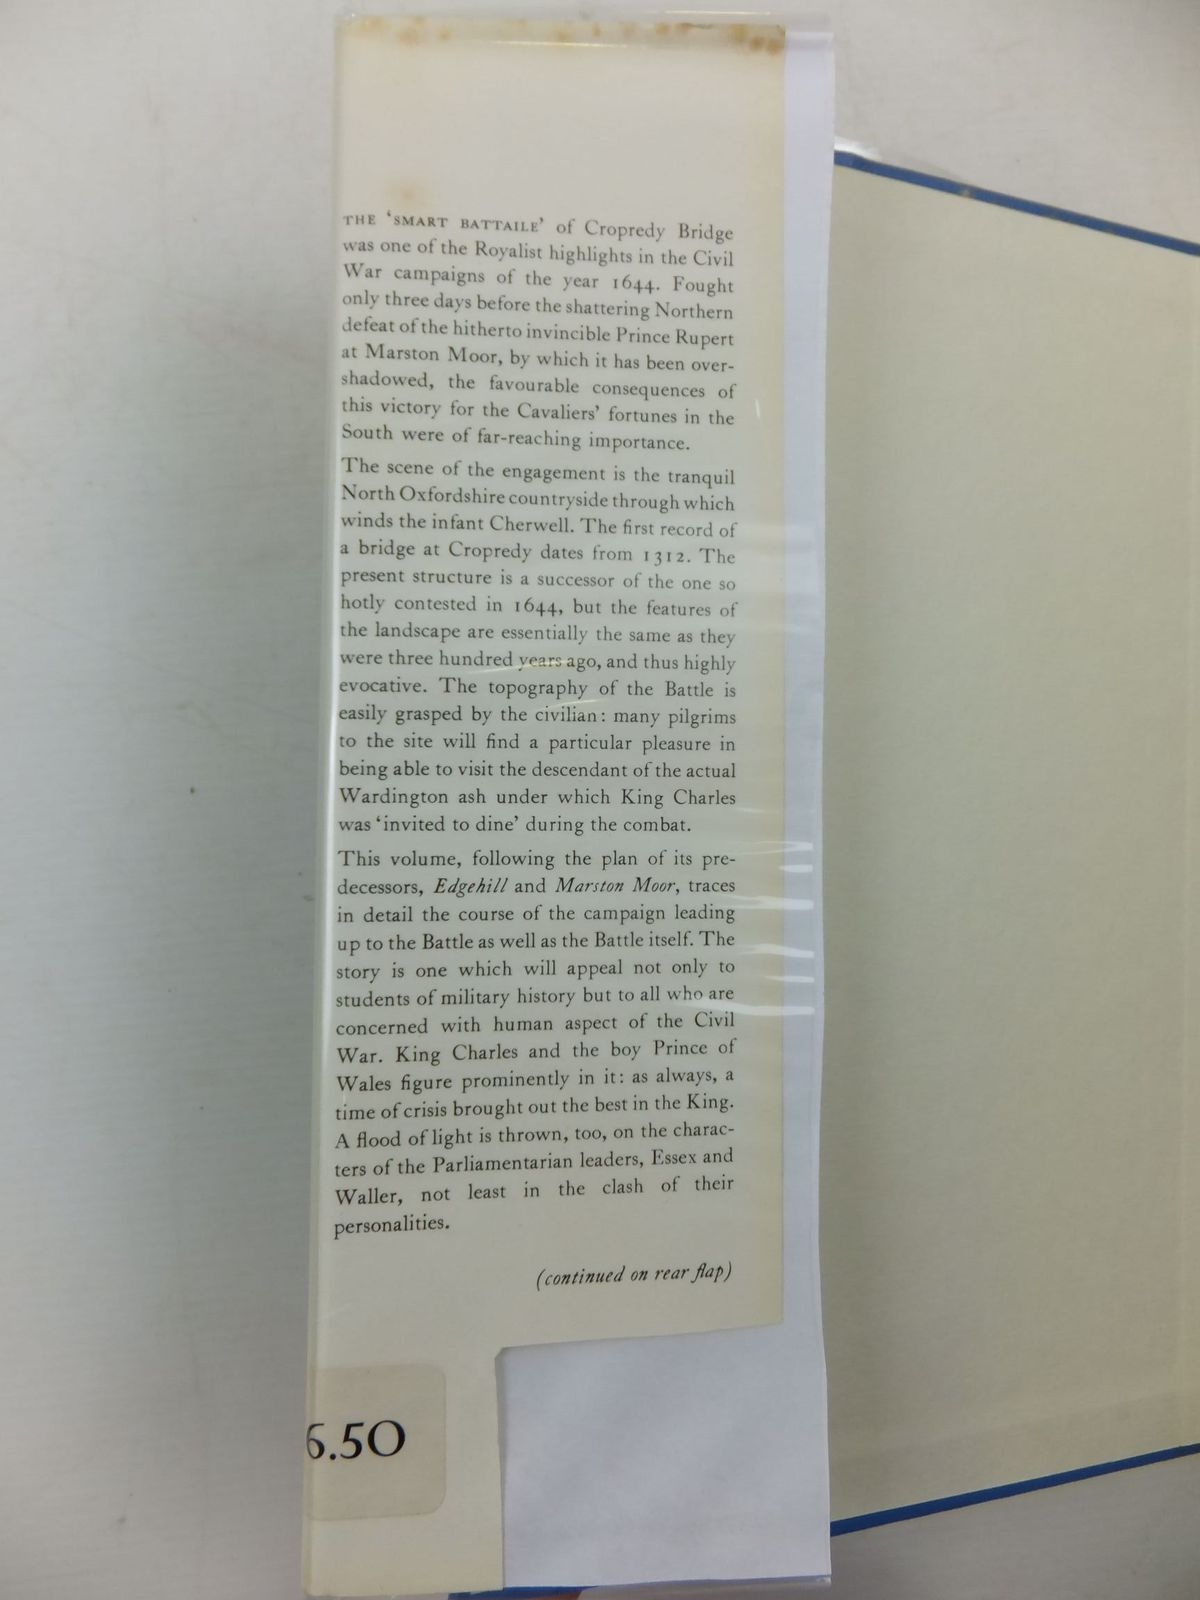 THE ‘SMART BATTAILE’ of Cropredy Bridge
was one of the Royalist highlights in the Civil
War campaigns of the year 1644. Fought
only three days before the shattering Northern
defeat of the hitherto invincible Prince Rupert
at Marston Moor, by which it has been over-
shadowed, the favourable consequences of
this victory for the Cavaliers’ fortunes in the
South were of far-reaching importance.
The scene of the engagement is the tranquil
North Oxfordshire countryside through which
winds the infant Cherwell. The first record of
a bridge at Cropredy dates from 1312. The
present structure is a successor of the one so
hotly contested in 1644, but the features of
the landscape are essentially the same as they
were three hundred years ago, and thus highly
evocative. The topography of the Battle is
easily grasped by the civilian: many pilgrims
to the site will find a particular pleasure in
being able to visit the descendant of the actual
Wardington ash under which King Charles
was ‘invited to dine’ during the combat.
This volume, following the plan of its pre-
decessors, Edgehill and Marston Moor, traces
in detail the course of the campaign leading
up to the Battle as well as the Battle itself. The
story is one which will appeal not only to
students of military history but to all who are
concerned with human aspect of the Civil
War. King Charles and the boy Prince of
Wales figure prominently in it: as always, a
time of crisis brought out the best in the King.
A flood of light is thrown, too, on the charac-
ters of the Parliamentarian leaders, Essex and
Waller, not least in the clash of their
personalities.
(continued on rear flap)
6.50